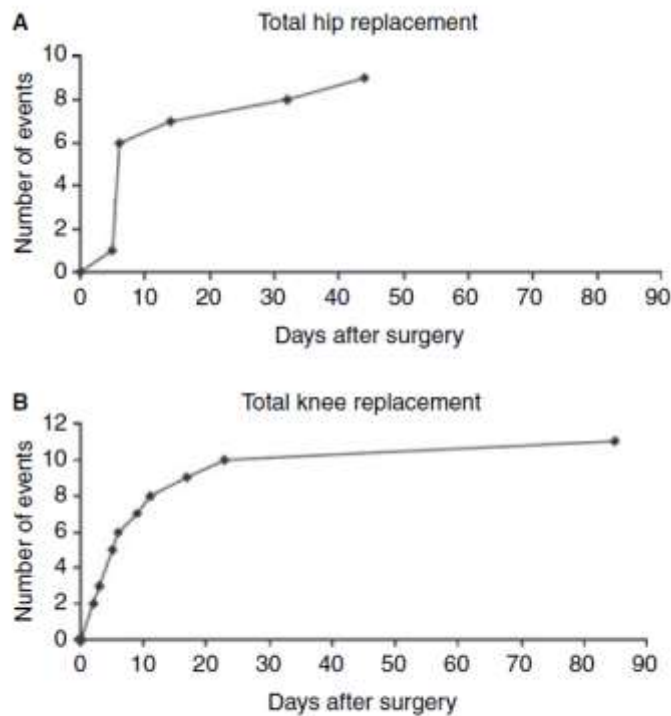 A
Total hip replacement
10
8
6
4
2
0
Number of events
0 10 20 30 40 50 60 70 80 90
Days after surgery
B
Total knee replacement
12
10
8
6
4
2
0
Number of events
0 10 20 30 40 50 60 70 80 90
Days after surgery